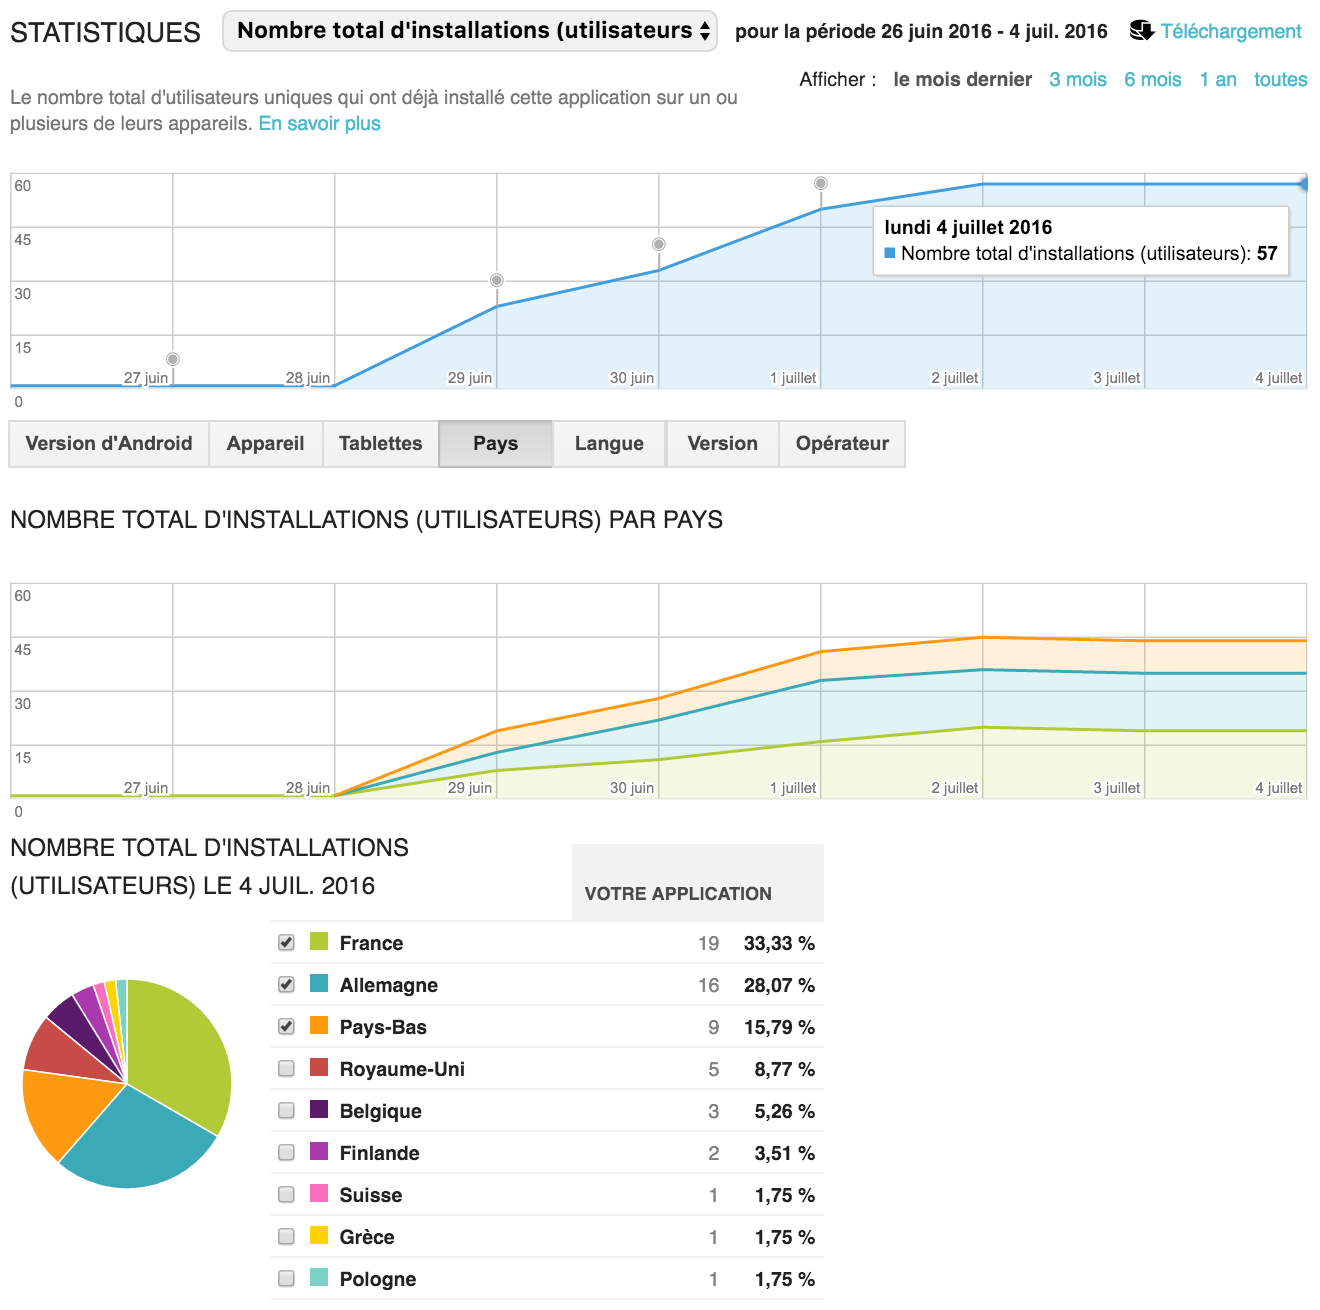 STATISTIQUES
Nombre total d'installations (utilisateurs
pour la période 26 juin 2016 - 4 juil. 2016
Téléchargement
Afficher : le mois dernier 3 mois 6 mois 1 an toutes
Le nombre total d'utilisateurs uniques qui ont déjà installé cette application sur un ou
plusieurs de leurs appareils. En savoir plus
60
45
30
15
0
27 juin 28 juin 29 juin 30 juin 1 juillet 2 juillet 3 juillet 4 juillet
lundi 4 juillet 2016
Nombre total d'installations (utilisateurs): 57
Version d'Android Appareil Tablettes Pays Langue Version Opérateur
NOMBRE TOTAL D'INSTALLATIONS (UTILISATEURS) PAR PAYS
60
45
30
15
0
27 juin 28 juin 29 juin 30 juin 1 juillet 2 juillet 3 juillet 4 juillet
NOMBRE TOTAL D'INSTALLATIONS
(UTILISATEURS) LE 4 JUIL. 2016
VOTRE APPLICATION
France 19 33,33 %
Allemagne 16 28,07 %
Pays-Bas 9 15,79 %
Royaume-Uni 5 8,77 %
Belgique 3 5,26 %
Finlande 2 3,51 %
Suisse 1 1,75 %
Grèce 1 1,75 %
Pologne 1 1,75 %